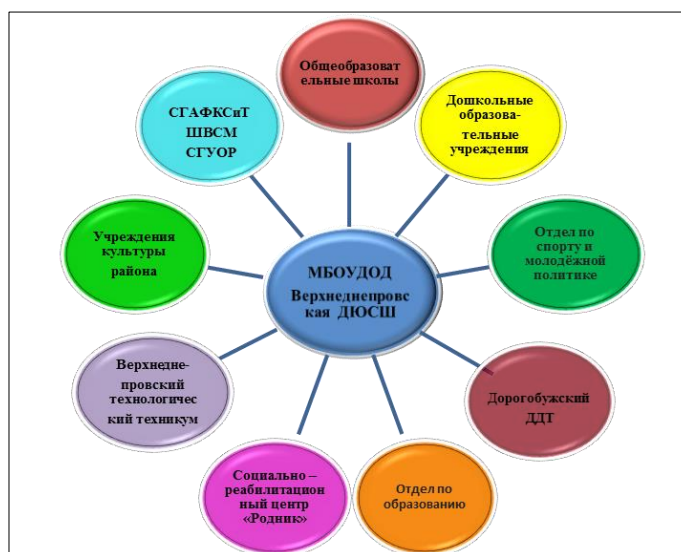 Общеобразоват
ельные школы
Дошкольные
образова-
тельные
учреждения
Отдел по
спорту и
молодёжной
политике
Дорогобужский
ДДТ
Отдел по
образованию
Социально –
реабилитацион
ный центр
«Родник»
Верхнедне-
провский
технологичес
кий техникум
Учреждения
культуры
района
СГАФКСиТ
ШВСМ
СГУОР
МБОУДОД
Верхнеднепровс
кая ДЮСШ